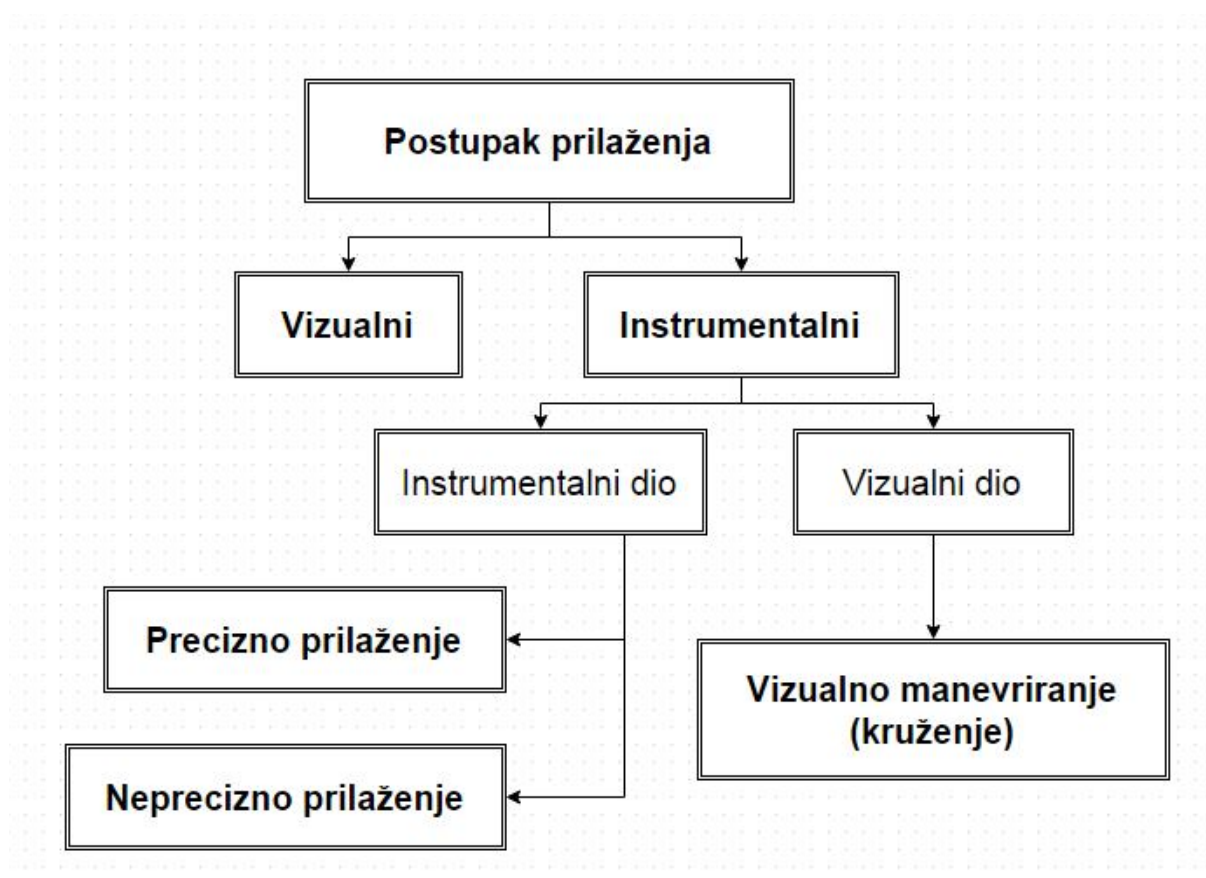 Postupak prilaženja
Vizualni
Instrumentalni
Instrumentalni dio
Vizualni dio
Precizno prilaženje
Vizualno manevriranje
(kruženje)
Neprecizno prilaženje